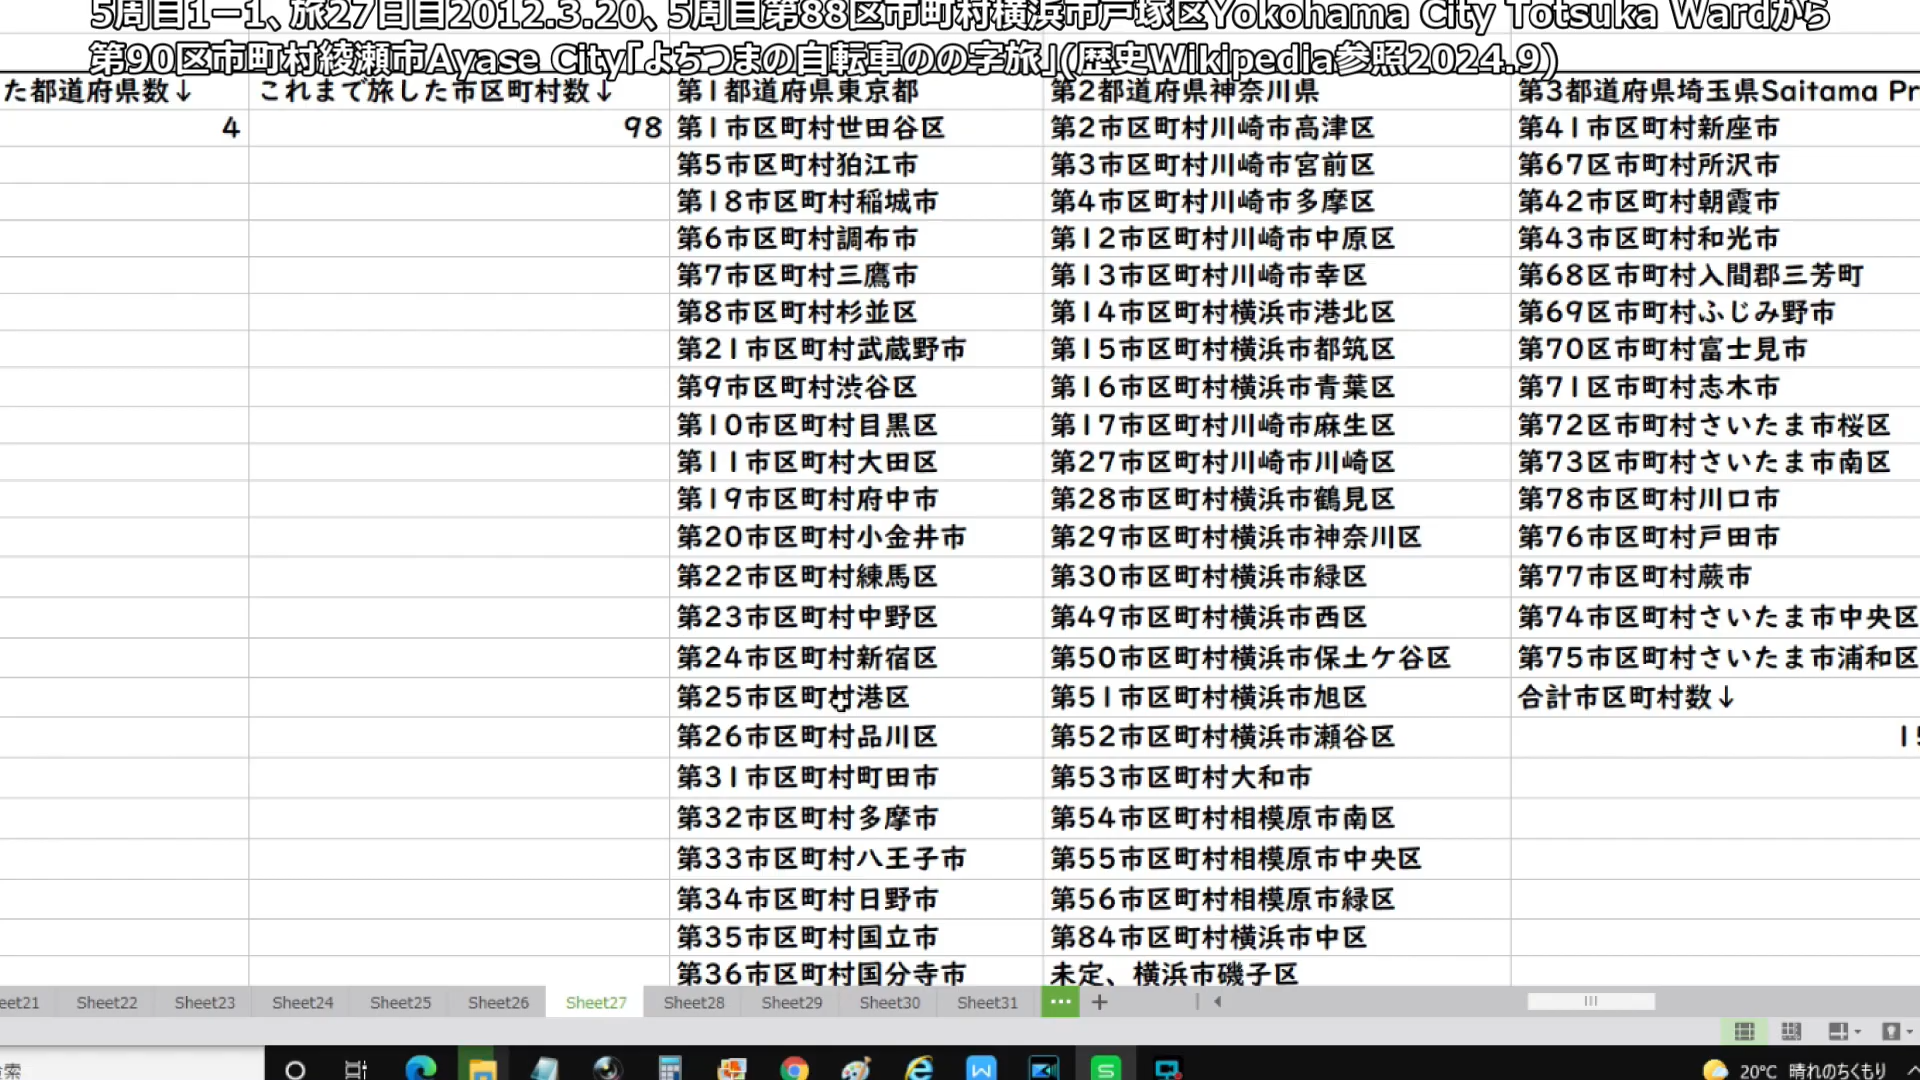 5周目1ー1、旅27日目2012.3.20、5周目第88区市町村横浜市戸塚区Yokohama City Totsuka Wardから
第90区市町村綾瀬市Ayase City「よちつまの自転車のの字旅」(歴史Wikipedia参照2024.9)
た都道府県数↓ これまで旅した市区町村数↓ 第1都道府県東京都 第2都道府県神奈川県 第3都道府県埼玉県Saitama Pr
4 98 第1市区町村世田谷区 第2市区町村川崎市高津区 第41市区町村新座市
第5市区町村狛江市 第3市区町村川崎市宮前区 第67区市町村所沢市
第18市区町村稲城市 第4市区町村川崎市多摩区 第42市区町村朝霞市
第6市区町村調布市 第12市区町村川崎市中原区 第43市区町村和光市
第7市区町村三鷹市 第13市区町村川崎市幸区 第68区市町村入間郡三芳町
第8市区町村杉並区 第14市区町村横浜市港北区 第69区市町村ふじみ野市
第21市区町村武蔵野市 第15市区町村横浜市都筑区 第70区市町村富士見市
第9市区町村渋谷区 第16市区町村横浜市青葉区 第71区市町村志木市
第10市区町村目黒区 第17市区町村川崎市麻生区 第72区市町村さいたま市桜区
第11市区町村大田区 第27市区町村川崎市川崎区 第73区市町村さいたま市南区
第19市区町村府中市 第28市区町村横浜市鶴見区 第78市区町村川口市
第20市区町村小金井市 第29市区町村横浜市神奈川区 第76市区町村戸田市
第22市区町村練馬区 第30市区町村横浜市緑区 第77市区町村蕨市
第23市区町村中野区 第49市区町村横浜市西区 第74市区町村さいたま市中央区
第24市区町村新宿区 第50市区町村横浜市保土ケ谷区 第75市区町村さいたま市浦和区
第25市区町村港区 第51市区町村横浜市旭区 合計市区町村数↓
第26市区町村品川区 第52市区町村横浜市瀬谷区 15
第31市区町村町田市 第53市区町村大和市
第32市区町村多摩市 第54市区町村相模原市南区
第33市区町村八王子市 第55市区町村相模原市中央区
第34市区町村日野市 第56市区町村相模原市緑区
第35市区町村国立市 第84市区町村横浜市中区
第36市区町村国分寺市 未定、横浜市磯子区
eet21 Sheet22 Sheet23 Sheet24 Sheet25 Sheet26 Sheet27 Sheet28 Sheet29 Sheet30 Sheet31 ••• +
索 20°C 晴れのちくもり